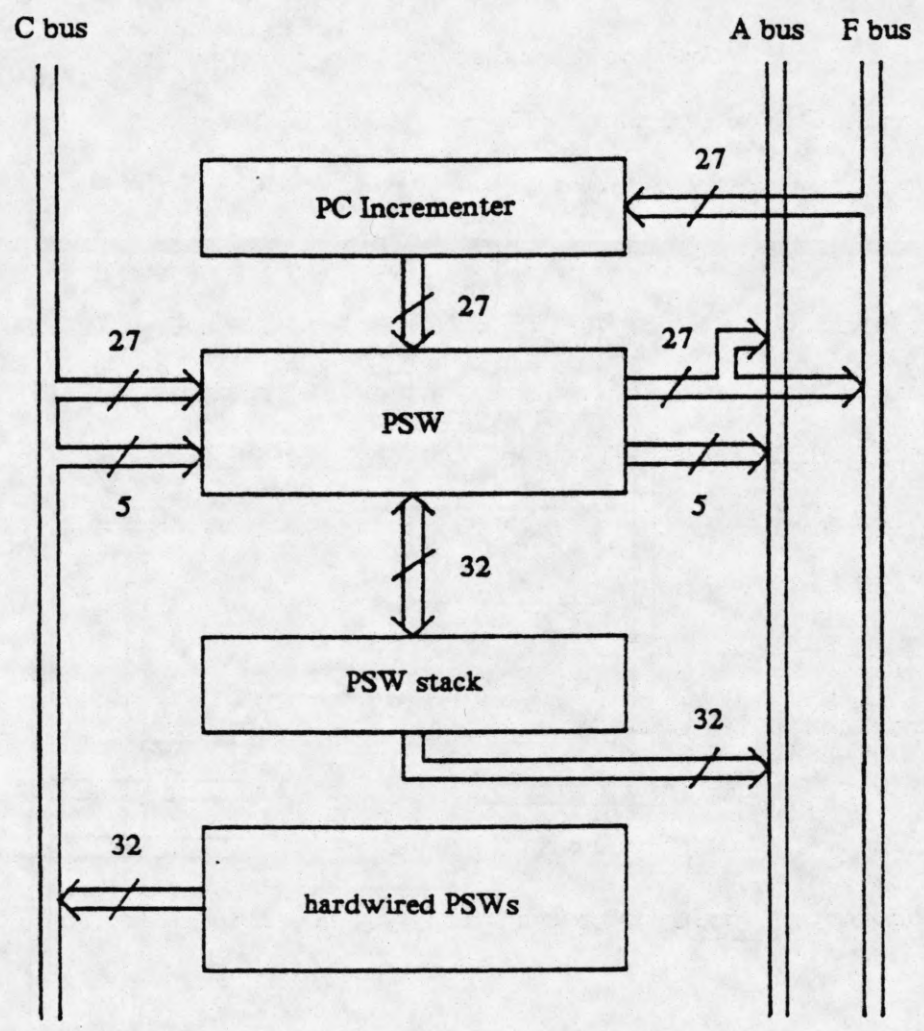 C bus
A bus
F bus
27
PC Incrementer
27
27
27
PSW
5
5
32
PSW stack
32
32
hardwired PSWs